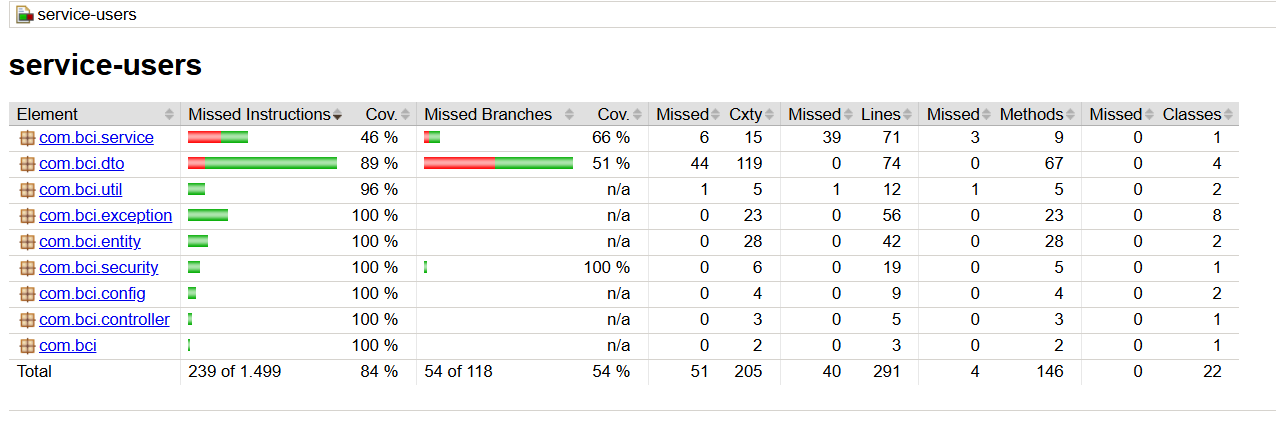 service-users
service-users
Element Missed Instructions Cov. Missed Branches Cov. Missed Cxty Missed Lines Missed Methods Missed Classes
com.bci.service 46 % 66 % 6 15 39 71 3 9 0 1
com.bci.dto 89 % 51 % 44 119 0 74 0 67 0 4
com.bci.util 96 % n/a 1 5 1 12 1 5 0 2
com.bci.exception 100 % n/a 0 23 0 56 0 23 0 8
com.bci.entity 100 % n/a 0 28 0 42 0 28 0 2
com.bci.security 100 % 100 % 0 6 0 19 0 5 0 1
com.bci.config 100 % n/a 0 4 0 9 0 4 0 2
com.bci.controller 100 % n/a 0 3 0 5 0 3 0 1
com.bci 100 % n/a 0 2 0 3 0 2 0 1
Total 239 of 1.499 84 % 54 of 118 54 % 51 205 40 291 4 146 0 22